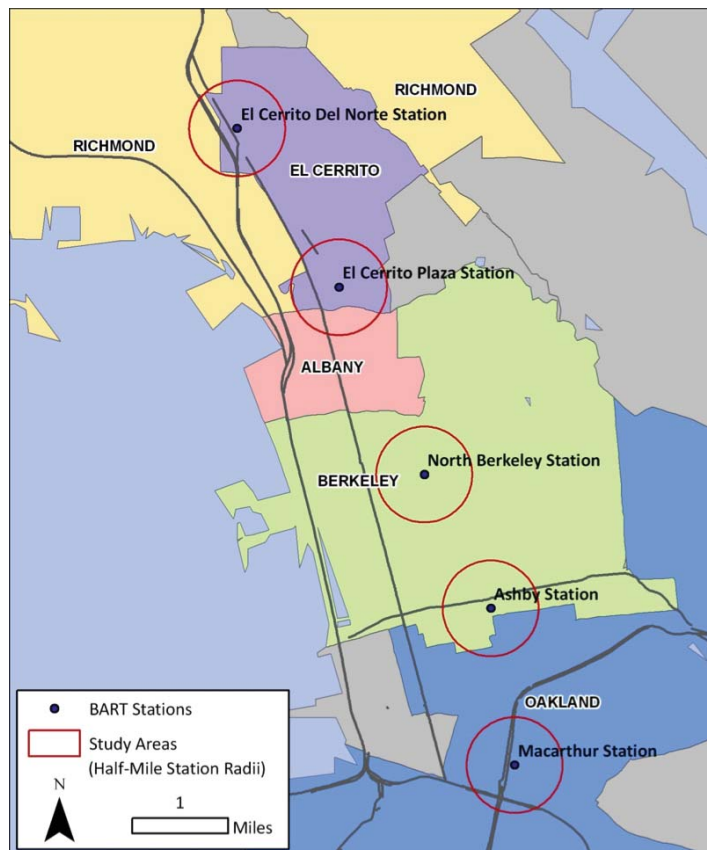 RICHMOND
El Cerrito Del Norte Station
RICHMOND
EL CERRITO
El Cerrito Plaza Station
ALBANY
North Berkeley Station
BERKELEY
Ashby Station
OAKLAND
Macarthur Station
BART Stations
Study Areas
(Half-Mile Station Radii)
N
1
Miles